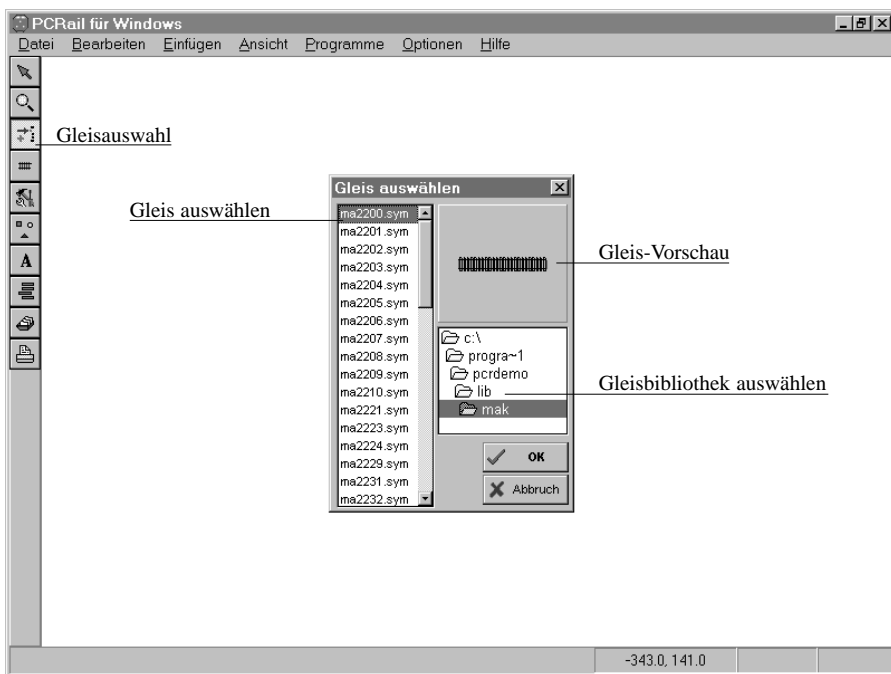 PCRail für Windows
Datei Bearbeiten Einfügen Ansicht Programme Optionen Hilfe
Gleisauswahl
Gleis auswählen
Gleis auswählen
ma2200.sym
ma2201.sym
ma2202.sym
ma2203.sym
ma2204.sym
ma2205.sym
ma2206.sym
ma2207.sym
ma2208.sym
ma2209.sym
ma2210.sym
ma2221.sym
ma2223.sym
ma2224.sym
ma2229.sym
ma2231.sym
ma2232.sym
Gleis-Vorschau
c:\
progra~1
pcrdemo
lib
mak
Gleisbibliothek auswählen
OK
Abbruch
A
-343.0, 141.0